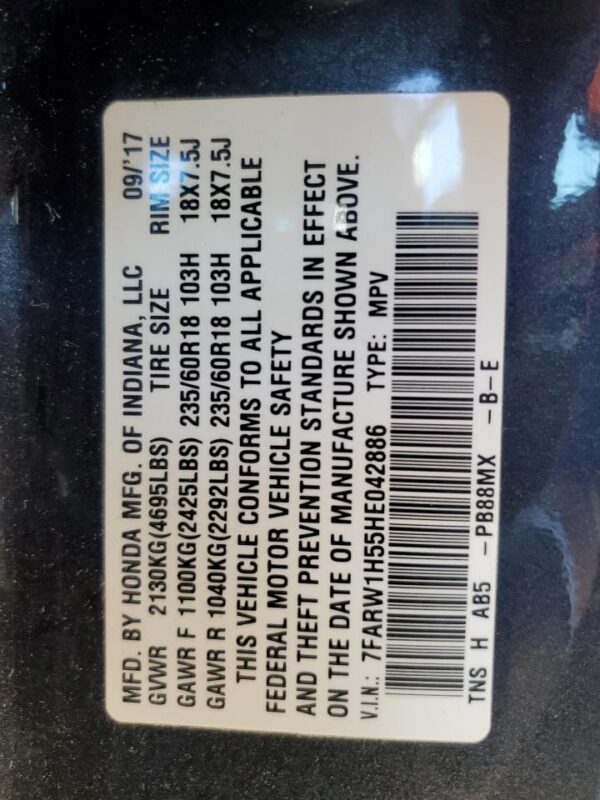 MFD. BY HONDA MFG. OF INDIANA, LLC 09/'17
GVWR 2130KG(4695LBS) TIRE SIZE RIM SIZE
GAWR F 1100KG(2425LBS) 235/60R18 103H 18X7.5J
GAWR R 1040KG(2292LBS) 235/60R18 103H 18X7.5J
THIS VEHICLE CONFORMS TO ALL APPLICABLE
FEDERAL MOTOR VEHICLE SAFETY
AND THEFT PREVENTION STANDARDS IN EFFECT
ON THE DATE OF MANUFACTURE SHOWN ABOVE.
V.I.N.: 7FARW1H55HE042886 TYPE: MPV
TNS H AB5 -PB88MX -B-E